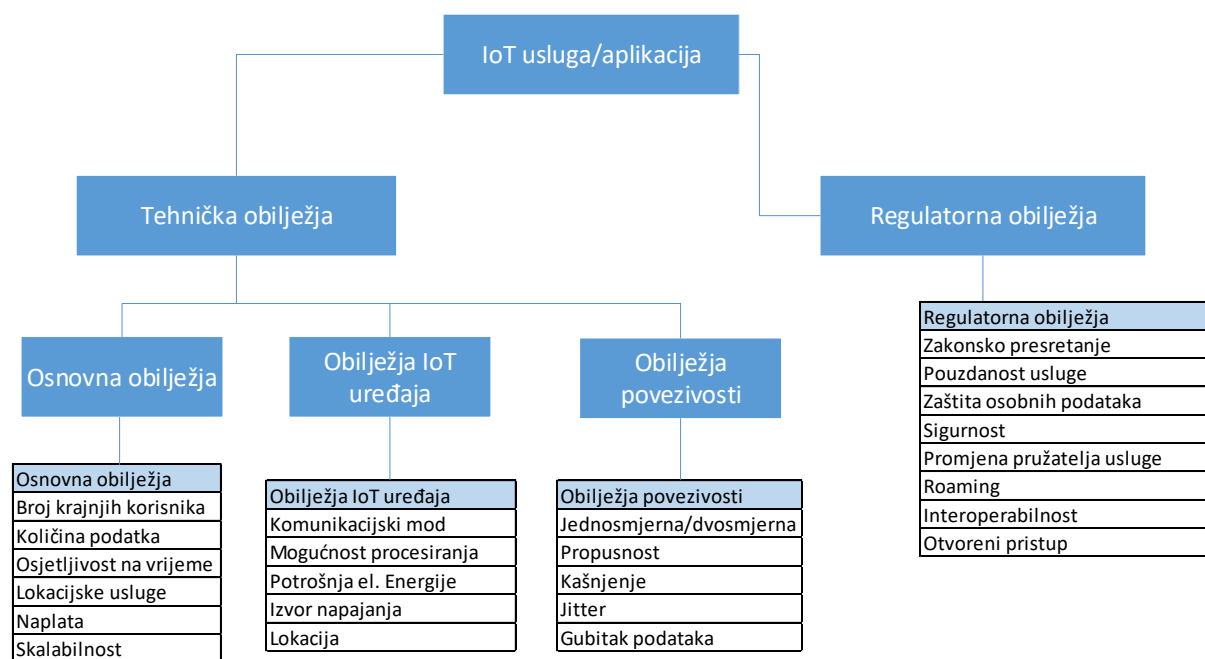 IoT usluga/aplikacija
Tehnička obilježja
Regulatorna obilježja
Osnovna obilježja
Obilježja IoT
uređaja
Obilježja
povezivosti
Osnovna obilježja
Broj krajnjih korisnika
Količina podatka
Osjetljivost na vrijeme
Lokacijske usluge
Naplata
Skalabilnost
Obilježja IoT uređaja
Komunikacijski mod
Mogućnost procesiranja
Potrošnja el. Energije
Izvor napajanja
Lokacija
Obilježja povezivosti
Jednosmjerna/dvosmjerna
Propusnost
Kašnjenje
Jitter
Gubitak podataka
Regulatorna obilježja
Zakonsko presretanje
Pouzdanost usluge
Zaštita osobnih podataka
Sigurnost
Promjena pružatelja usluge
Roaming
Interoperabilnost
Otvoreni pristup